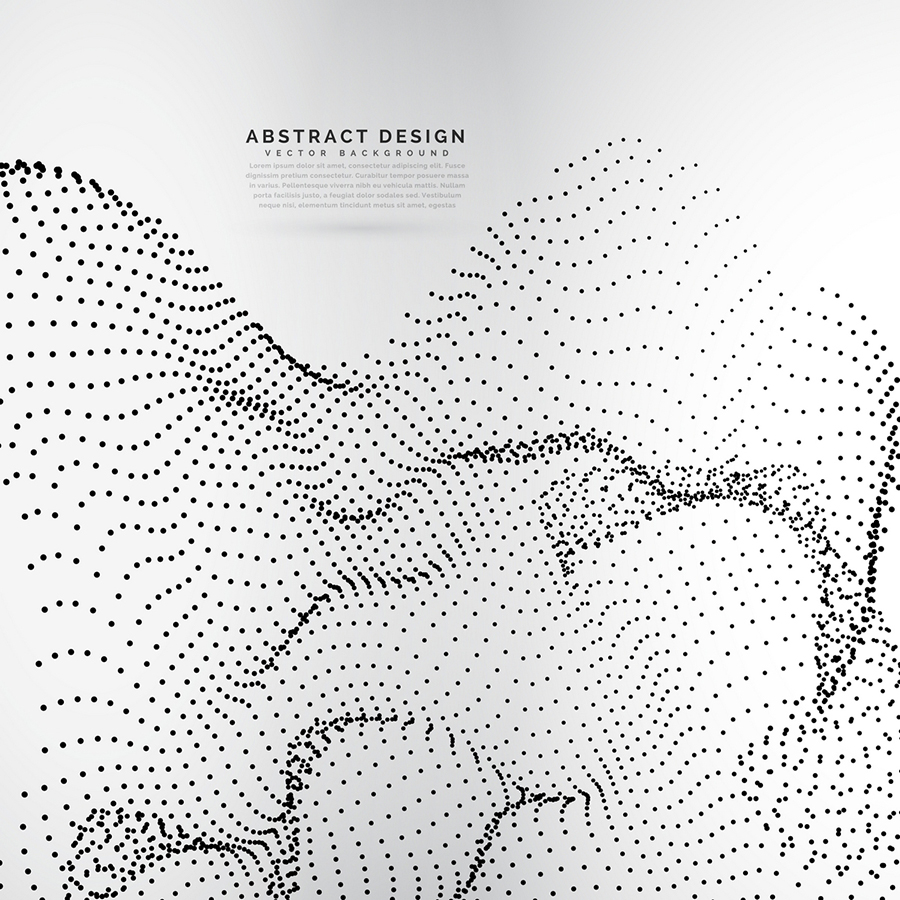 ABSTRACT DESIGN
VECTOR BACKGROUND
Lorem ipsum dolor sit amet, consectetur adipiscing elit. Fusce
dignissim pretium consectetur. Curabitur tempor posuere massa
in varius. Pellentesque viverra nibh eu vehicula mattis. Nullam
porta facilisis justo, a feugiat dolor sodales sed. Vestibulum
neque nisi, elementum tincidunt metus sit amet, egestas